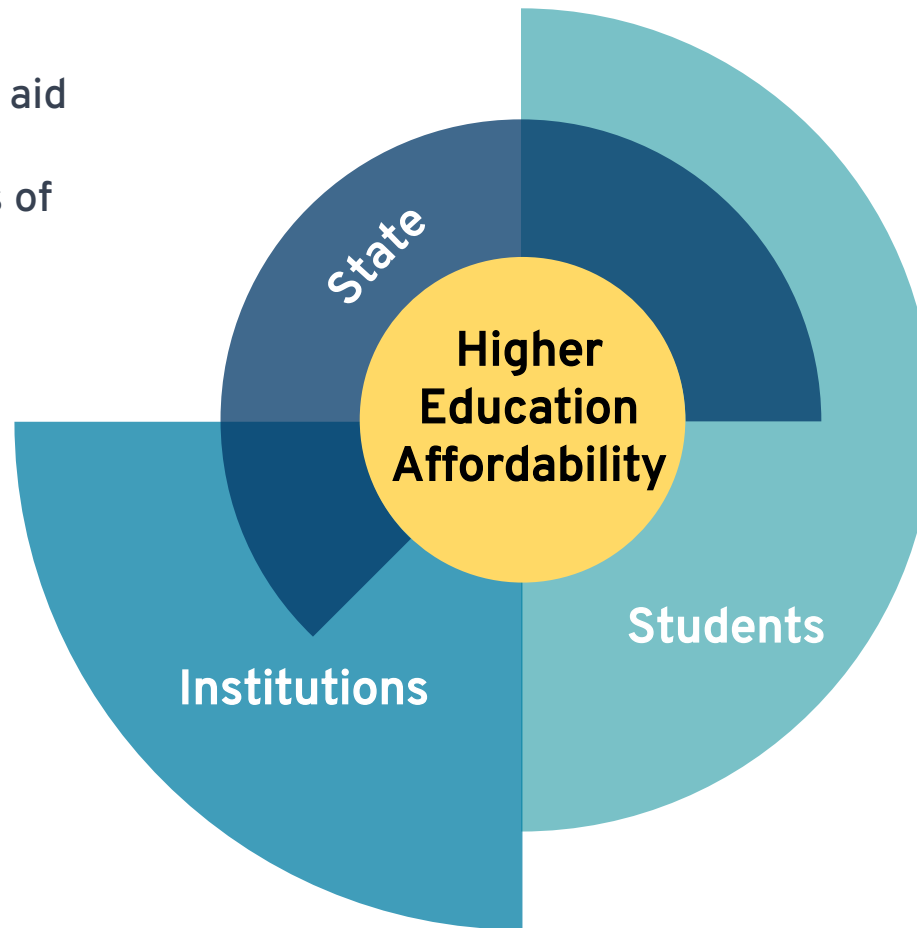 aid
of
State
Higher
Education
Affordability
Students
Institutions